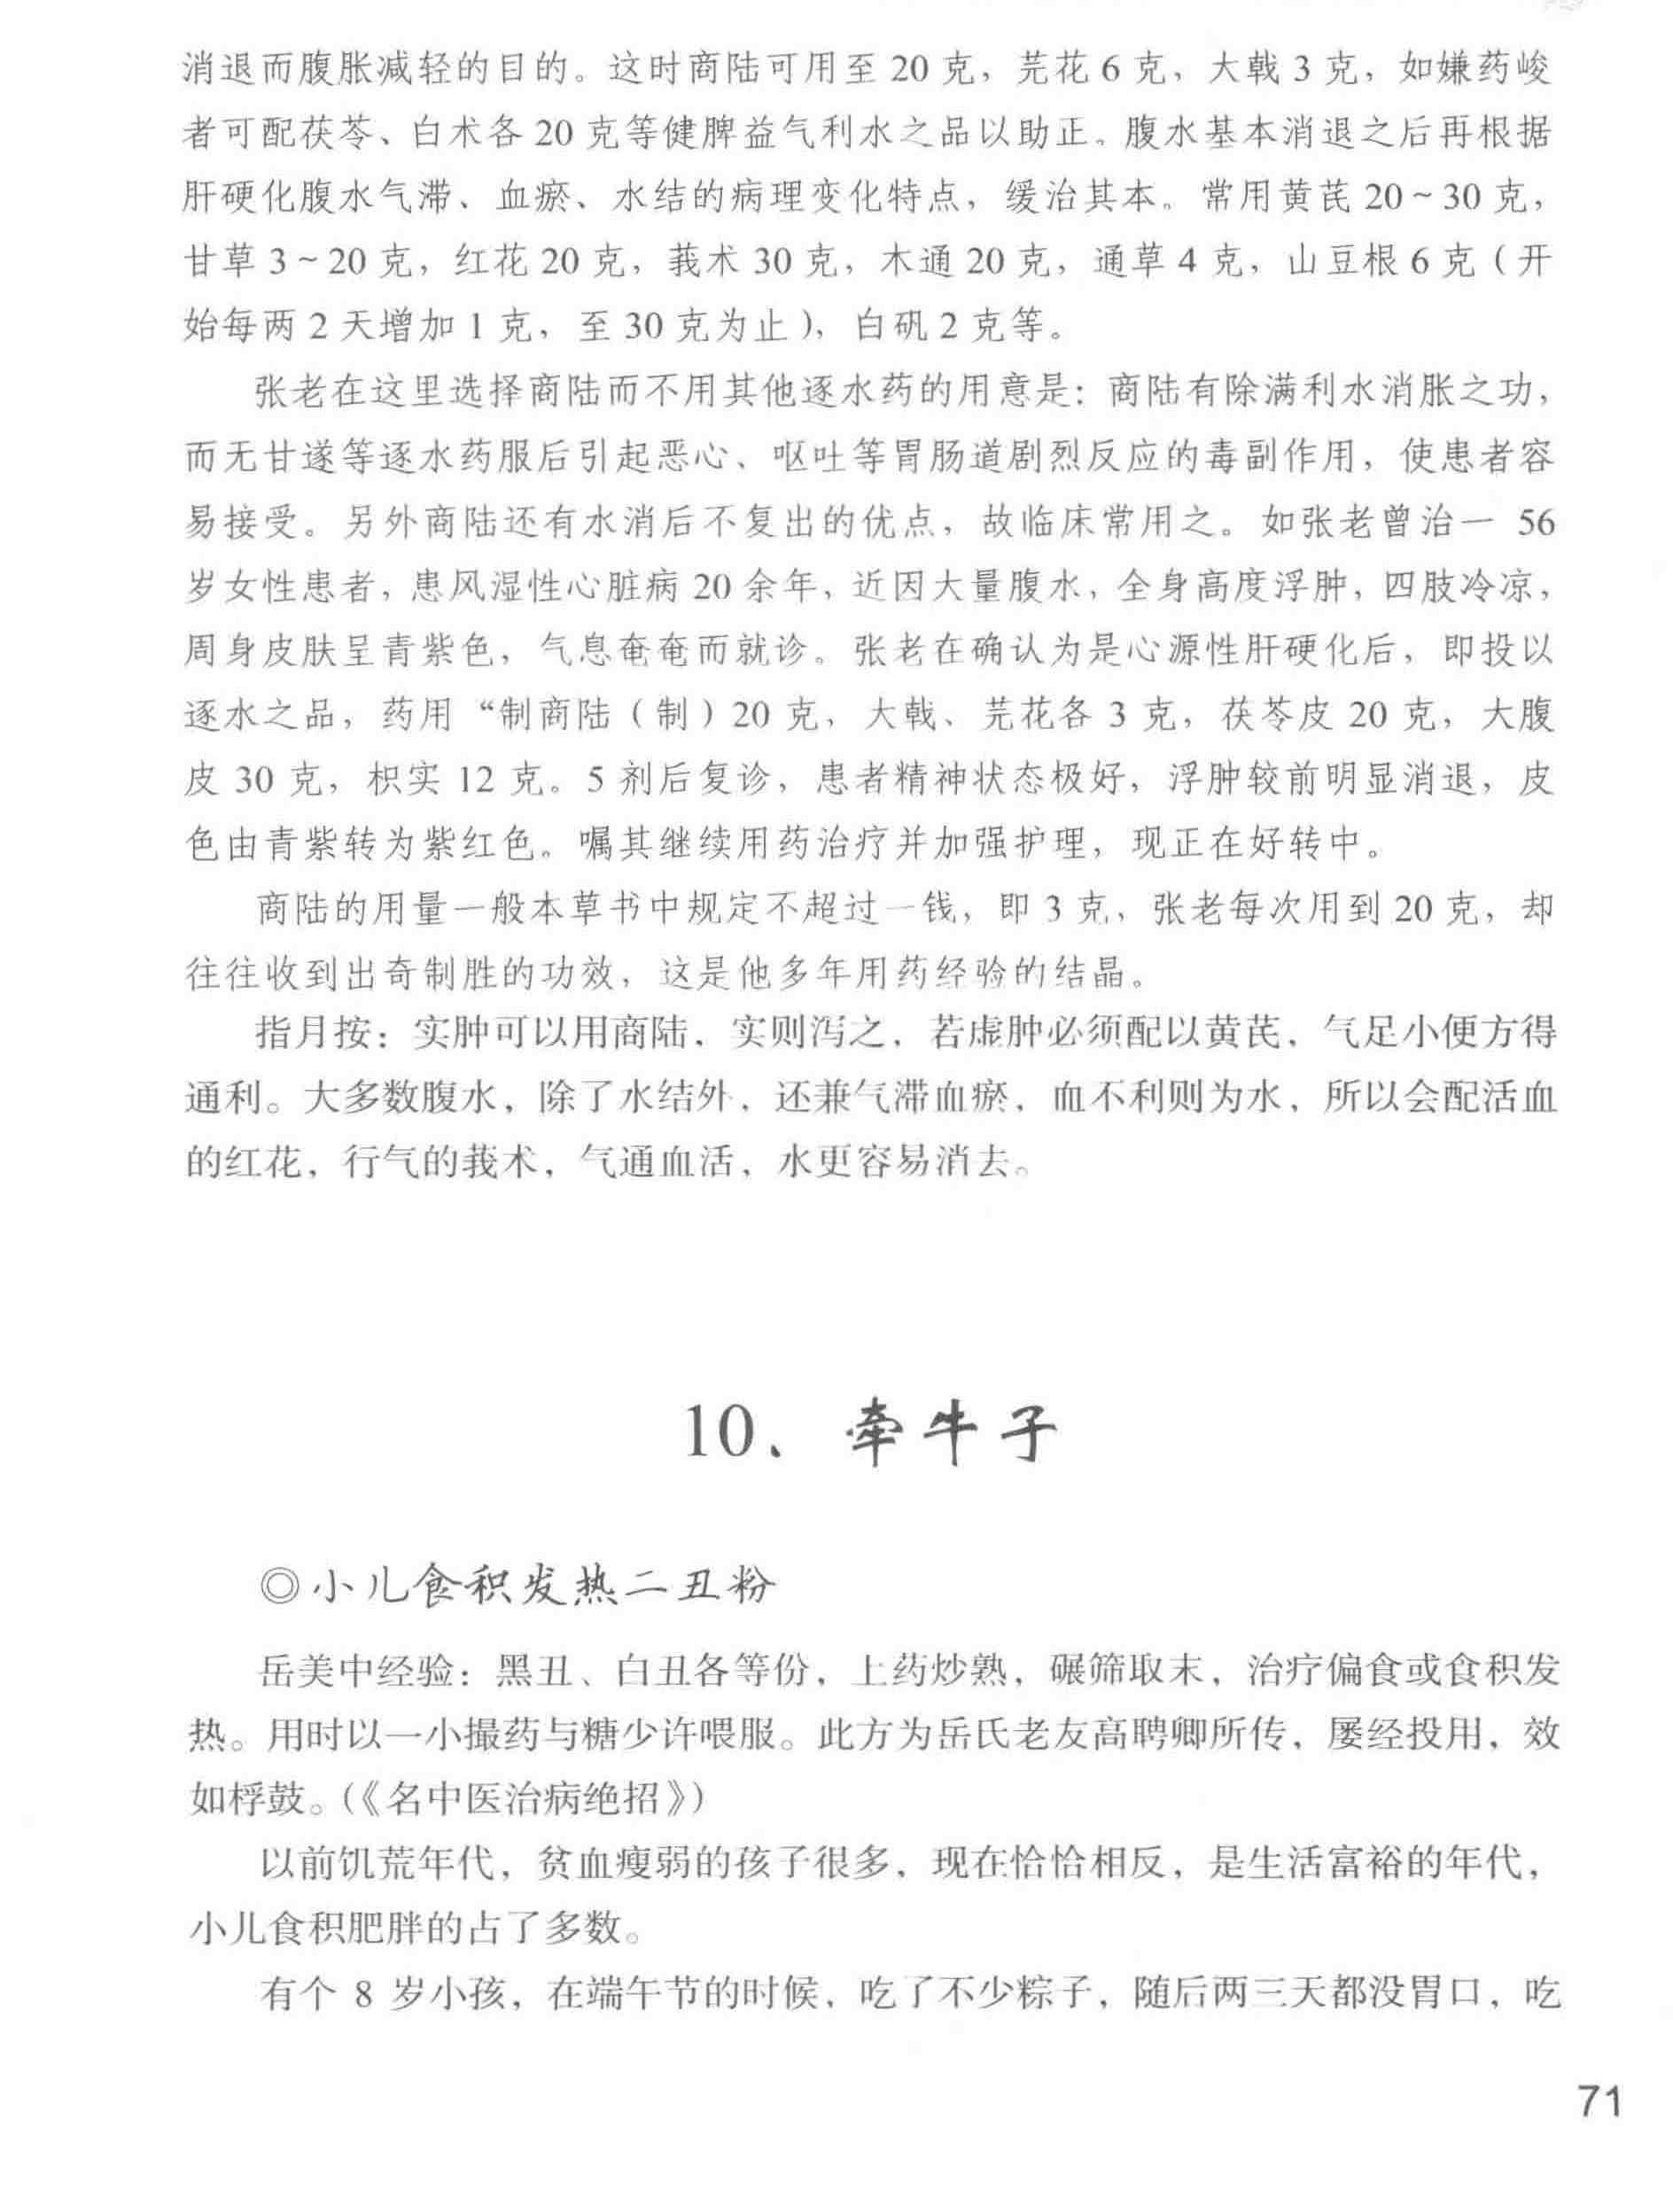 消退而腹胀减轻的目的。这时商陆可用至 20 克，芫花 6 克，大戟 3 克，如嫌药峻
者可配茯苓、白术各 20 克等健脾益气利水之品以助正。腹水基本消退之后再根据
肝硬化腹水气滞、血瘀、水结的病理变化特点，缓治其本。常用黄芪 20～30 克，
甘草 3～20 克，红花 20 克，莪术 30 克，木通 20 克，通草 4 克，山豆根 6 克（开
始每两 2 天增加 1 克，至 30 克为止），白矾 2 克等。
张老在这里选择商陆而不用其他逐水药的用意是：商陆有除满利水消胀之功，
而无甘遂等逐水药服后引起恶心、呕吐等胃肠道剧烈反应的毒副作用，使患者容
易接受。另外商陆还有水消后不复出的优点，故临床常用之。如张老曾治一 56
岁女性患者，患风湿性心脏病 20 余年，近因大量腹水，全身高度浮肿，四肢冷凉，
周身皮肤呈青紫色，气息奄奄而就诊。张老在确认为是心源性肝硬化后，即投以
逐水之品，药用“制商陆（制）20 克，大戟、芫花各 3 克，茯苓皮 20 克，大腹
皮 30 克，枳实 12 克。5 剂后复诊，患者精神状态极好，浮肿较前明显消退，皮
色由青紫转为紫红色。嘱其继续用药治疗并加强护理，现正在好转中。
商陆的用量一般本草书中规定不超过一钱，即 3 克，张老每次用到 20 克，却
往往收到出奇制胜的功效，这是他多年用药经验的结晶。
指月按：实肿可以用商陆，实则泻之，若虚肿必须配以黄芪，气足小便方得
通利。大多数腹水，除了水结外，还兼气滞血瘀，血不利则为水，所以会配活血
的红花，行气的莪术，气通血活，水更容易消去。
10、牵牛子
◎小儿食积发热二丑粉
岳美中经验：黑丑、白丑各等份，上药炒熟，碾筛取末，治疗偏食或食积发
热。用时以一小撮药与糖少许喂服。此方为岳氏老友高聘卿所传，屡经投用，效
如桴鼓。（《名中医治病绝招》）
以前饥荒年代，贫血瘦弱的孩子很多，现在恰恰相反，是生活富裕的年代，
小儿食积肥胖的占了多数。
有个 8 岁小孩，在端午节的时候，吃了不少粽子，随后两三天都没胃口，吃
71